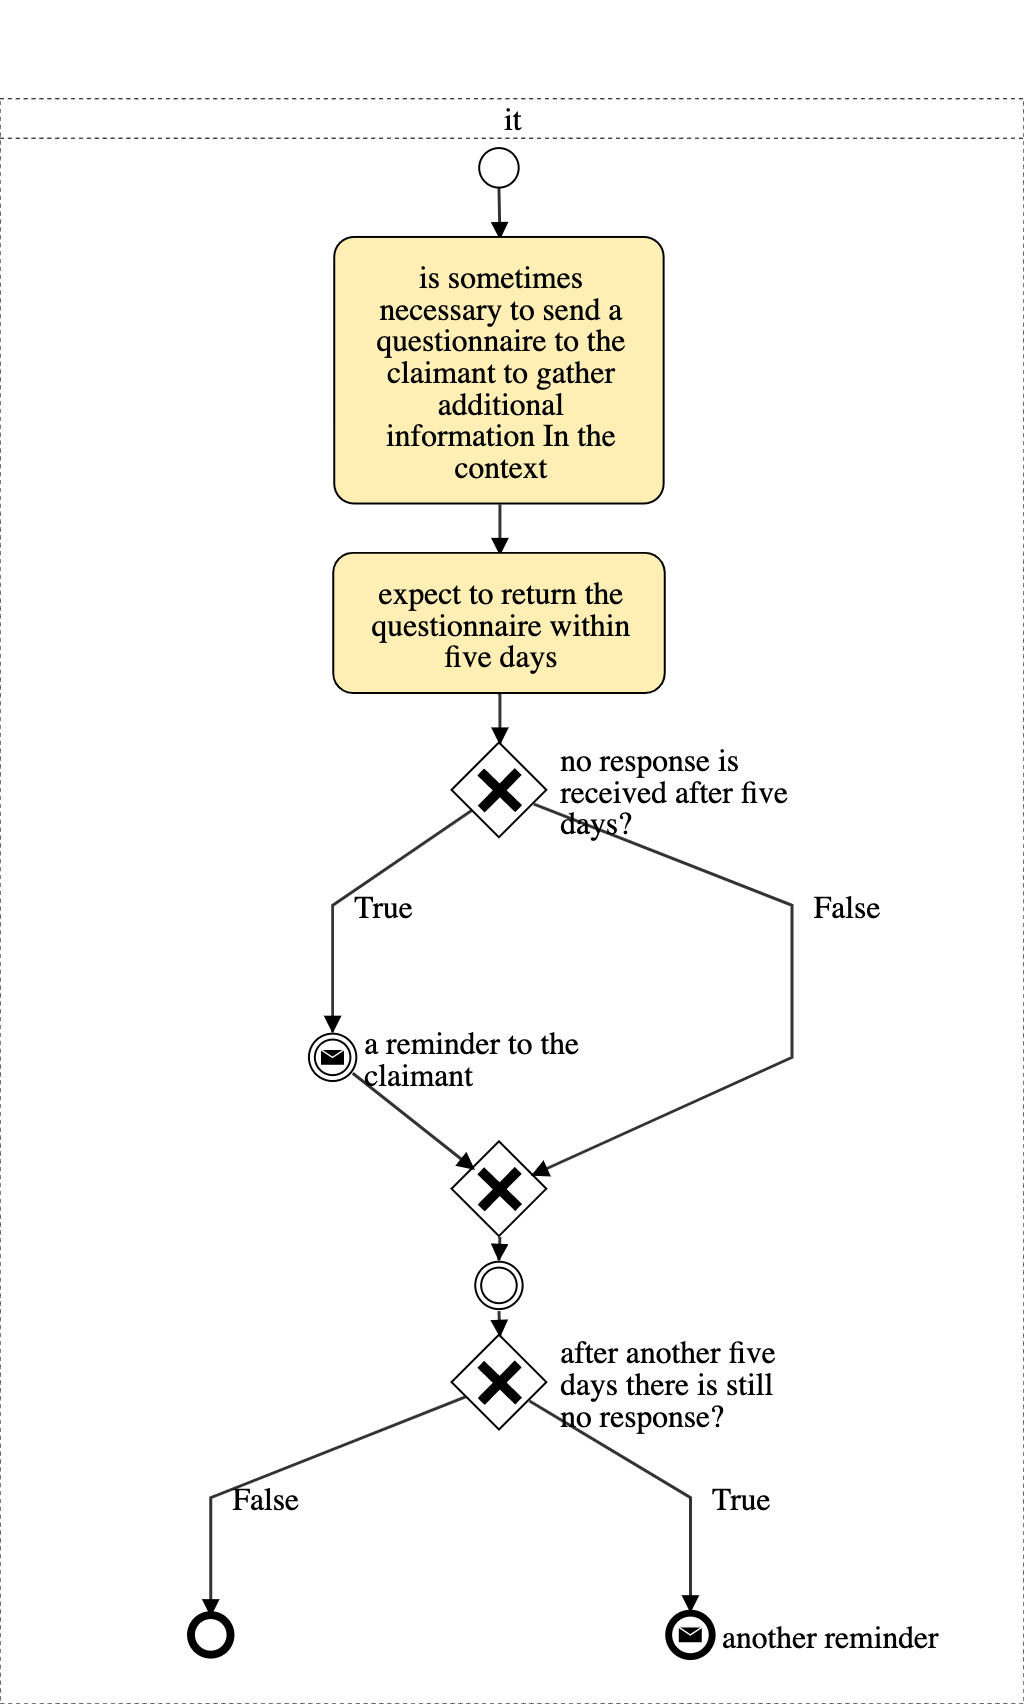 it
is sometimes
necessary to send a
questionnaire to the
claimant to gather
additional
information In the
context
expect to return the
questionnaire within
five days
no response is
received after five
days?
True
False
a reminder to the
claimant
after another five
days there is still
no response?
False
True
another reminder